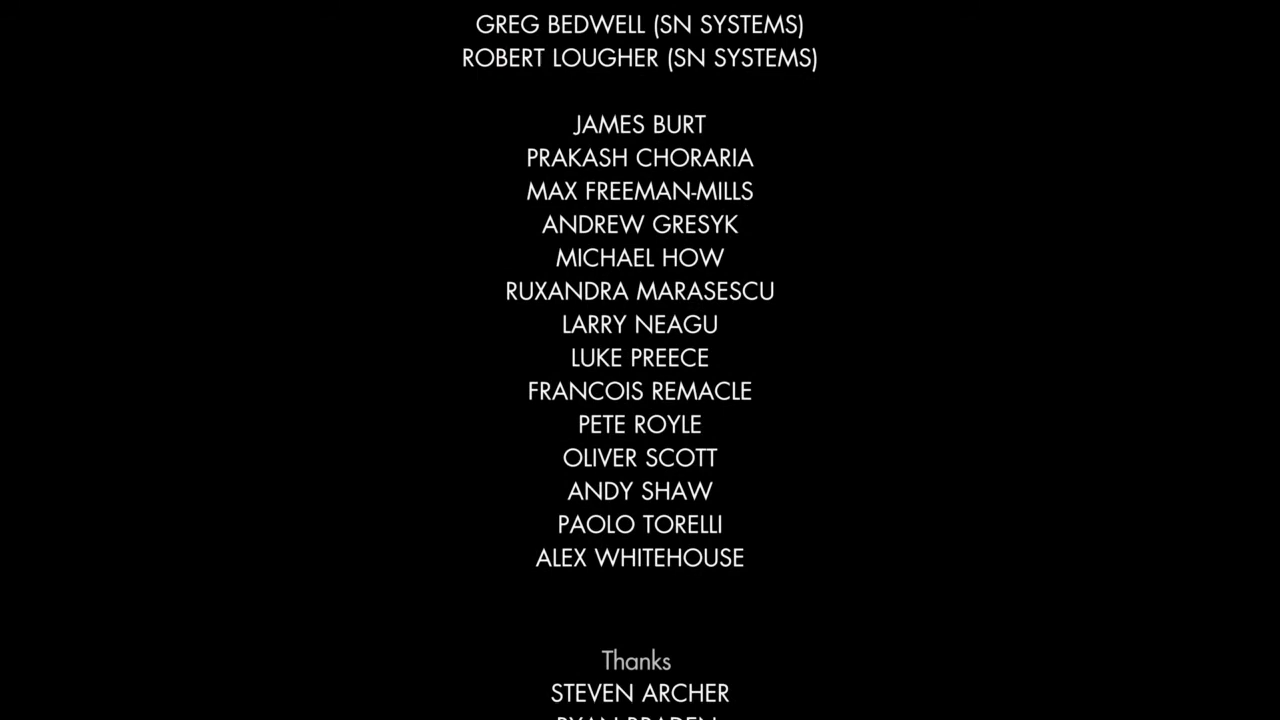 GREG BEDWELL (SN SYSTEMS)
ROBERT LOUGHER (SN SYSTEMS)
JAMES BURT
PRAKASH CHORARIA
MAX FREEMAN-MILLS
ANDREW GRESYK
MICHAEL HOW
RUXANDRA MARASESCU
LARRY NEAGU
LUKE PREECE
FRANCOIS REMACLE
PETE ROYLE
OLIVER SCOTT
ANDY SHAW
PAOLO TORELLI
ALEX WHITEHOUSE
Thanks
STEVEN ARCHER